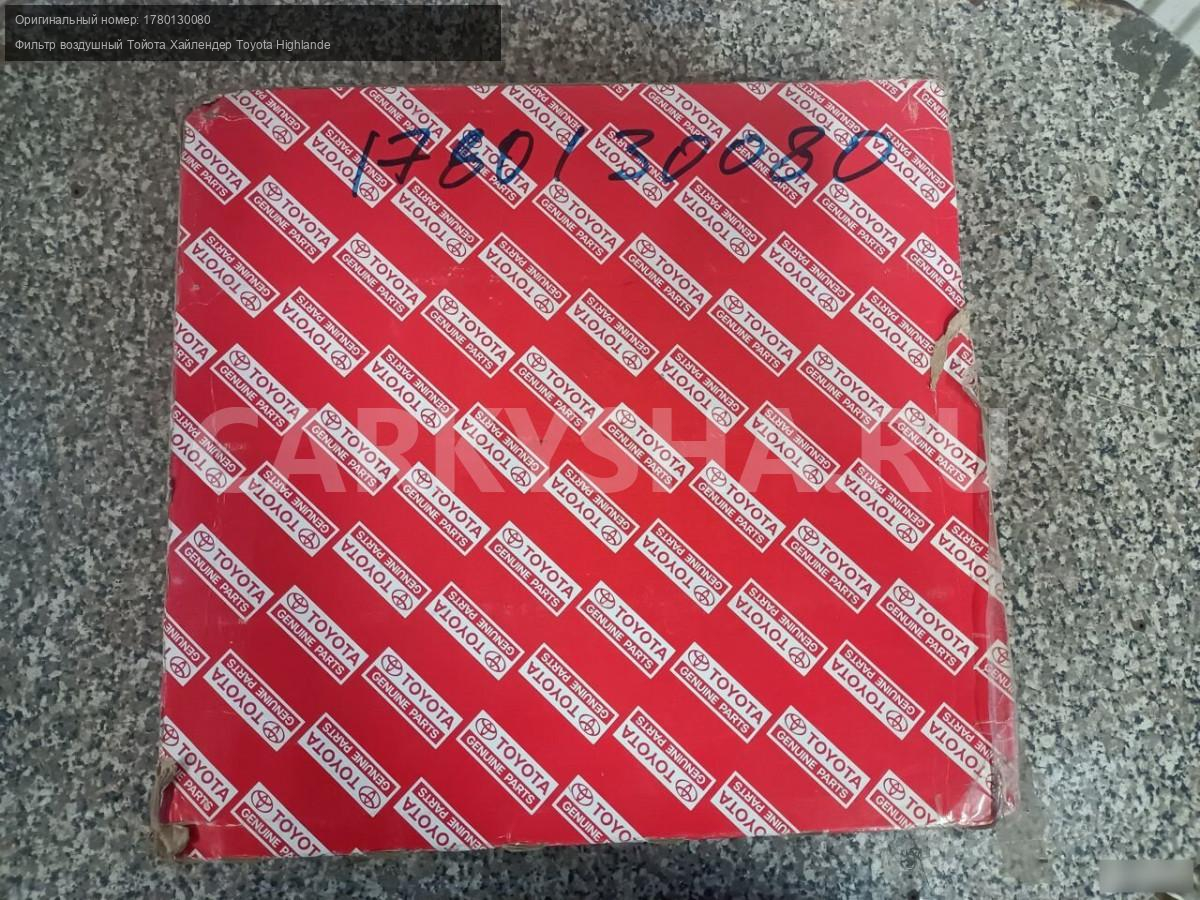 Оригинальный номер: 1780130080
Фильтр воздушный Тойота Хайлендер Toyota Highlande
1780130080
TOYOTA
GENUINE PARTS
CARKYSHA.RU